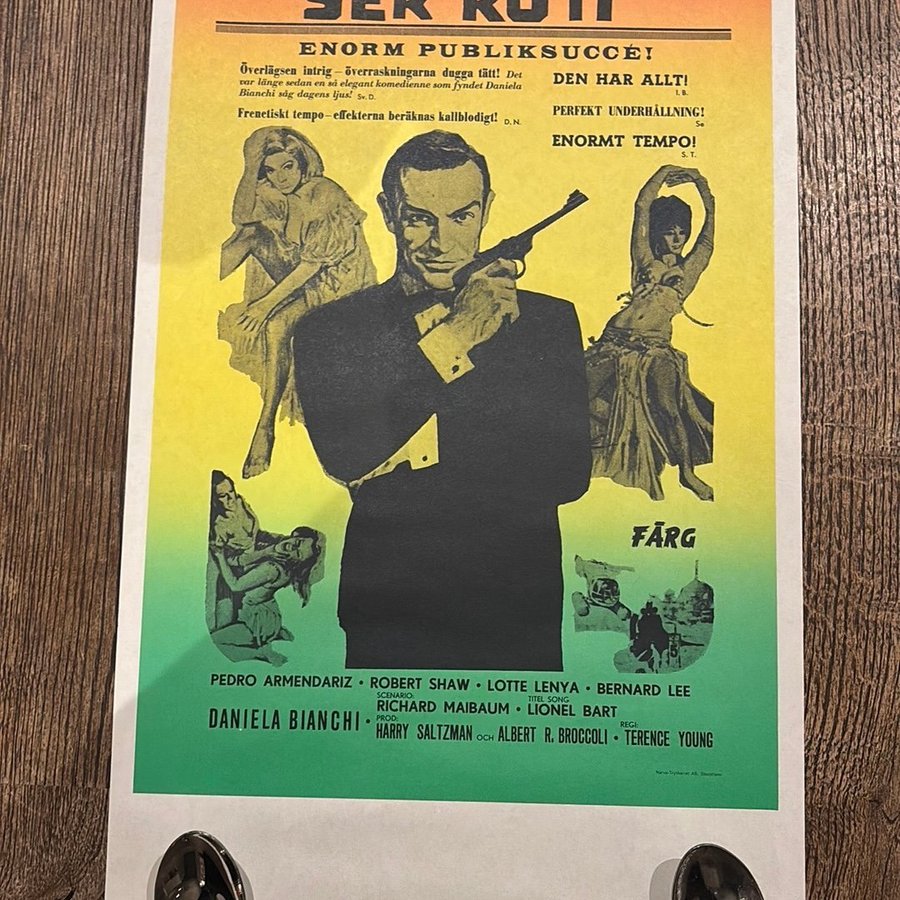 SER RÖTT
ENORM PUBLIKSUCCÉ!
Överlägsen intrig – överraskningarna dugga tätt! Det
var länge sedan en så elegant komedienne som fyndet Daniela
Bianchi såg dagens ljus! Sv. D.
Frenetiskt tempo – effekterna beräknas kallblodigt! D. N.
DEN HAR ALLT!
I. B.
PERFEKT UNDERHÅLLNING!
Se
ENORMT TEMPO!
S. T.
FÄRG
PEDRO ARMENDARIZ • ROBERT SHAW • LOTTE LENYA • BERNARD LEE
SCENARIO: TITEL SONG
RICHARD MAIBAUM • LIONEL BART
DANIELA BIANCHI •
PROD: REGI:
HARRY SALTZMAN OCH ALBERT R. BROCCOLI • TERENCE YOUNG